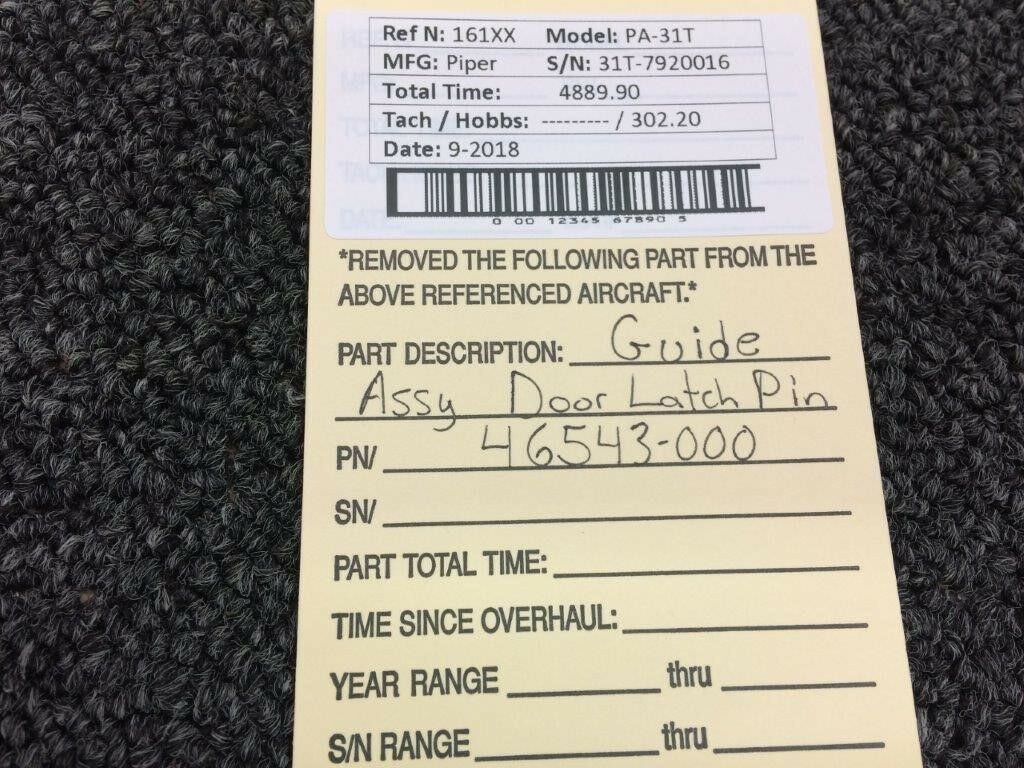 Ref N: 161XX Model: PA-31T
MFG: Piper S/N: 31T-7920016
Total Time: 4889.90
Tach / Hobbs: --------- / 302.20
Date: 9-2018
0 00 12345 67890 5
*REMOVED THE FOLLOWING PART FROM THE
ABOVE REFERENCED AIRCRAFT.*
PART DESCRIPTION: Guide
Assy Door Latch Pin
PN/ 46543-000
SN/
PART TOTAL TIME:
TIME SINCE OVERHAUL:
YEAR RANGE thru
S/N RANGE thru